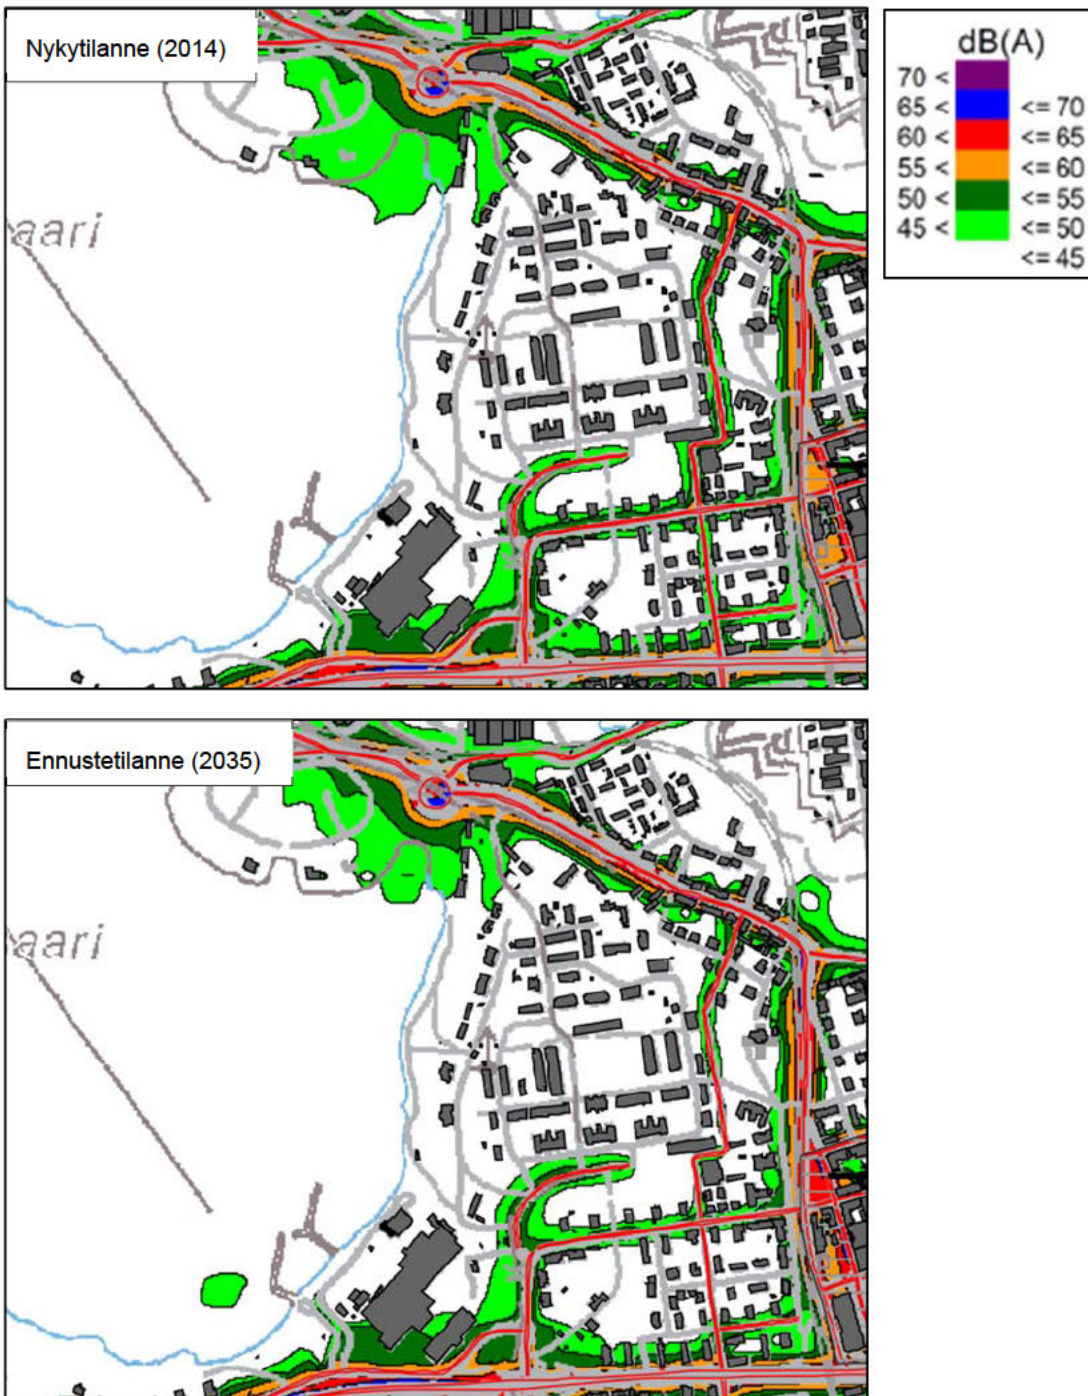 Nykytilanne (2014)
dB(A)
70 <
65 < <= 70
60 < <= 65
55 < <= 60
50 < <= 55
45 < <= 50
<= 45
aari
Ennustetilanne (2035)
aari